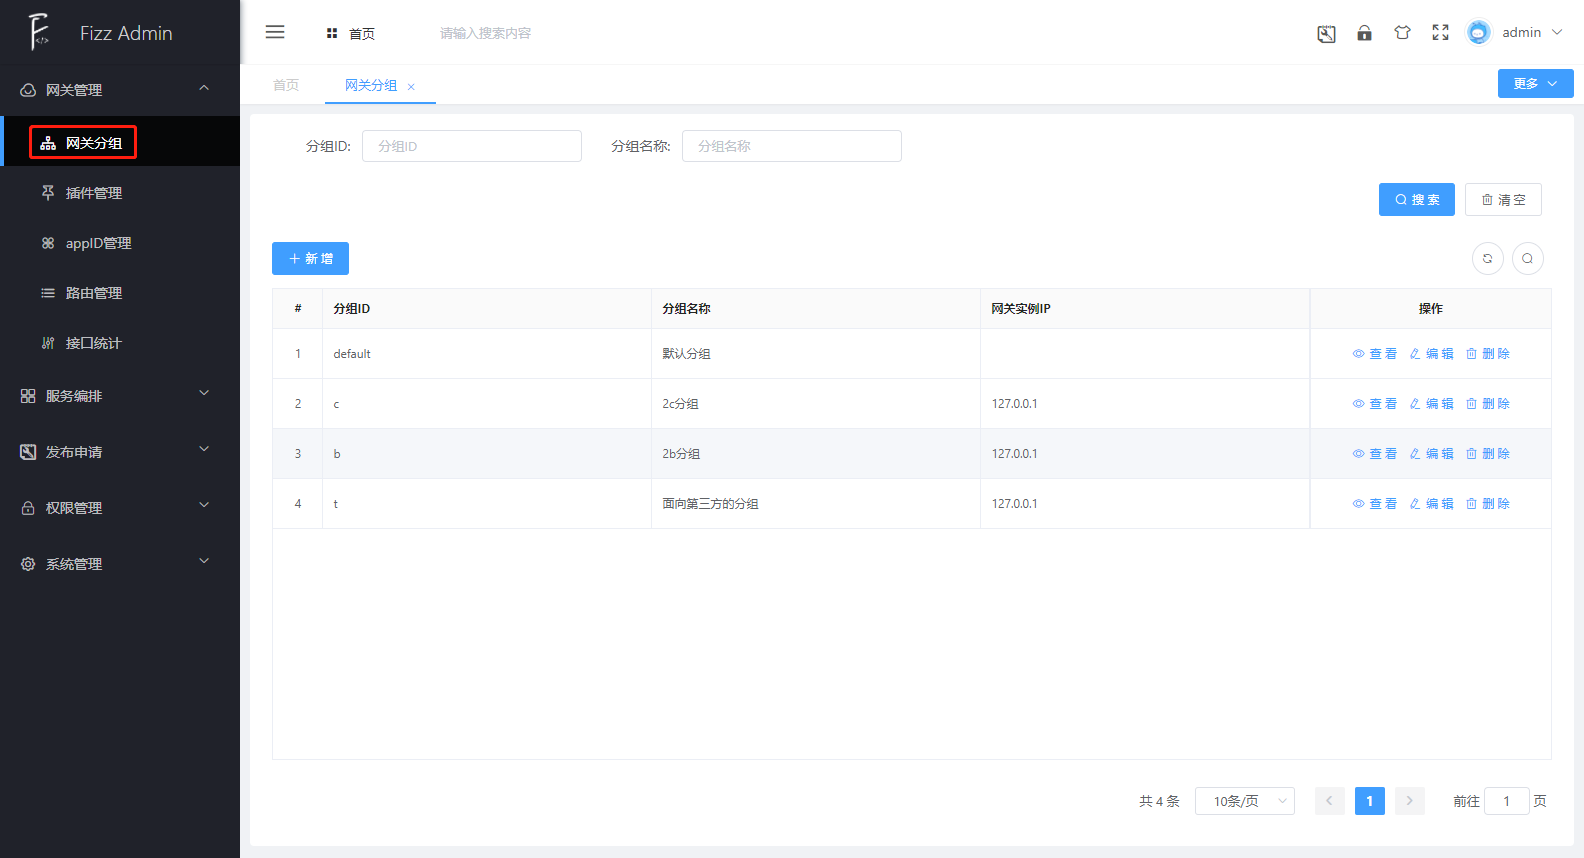 Fizz Admin
首页
请输入搜索内容
admin
网关管理
网关分组
插件管理
appID管理
路由管理
接口统计
服务编排
发布申请
权限管理
系统管理
首页
网关分组
更多
分组ID:
分组ID
分组名称:
分组名称
搜索
清空
新增
# 分组ID 分组名称 网关实例IP 操作
1 default 默认分组 查看 编辑 删除
2 c 2c分组 127.0.0.1 查看 编辑 删除
3 b 2b分组 127.0.0.1 查看 编辑 删除
4 t 面向第三方的分组 127.0.0.1 查看 编辑 删除
共 4 条 10条/页 1 前往 1 页